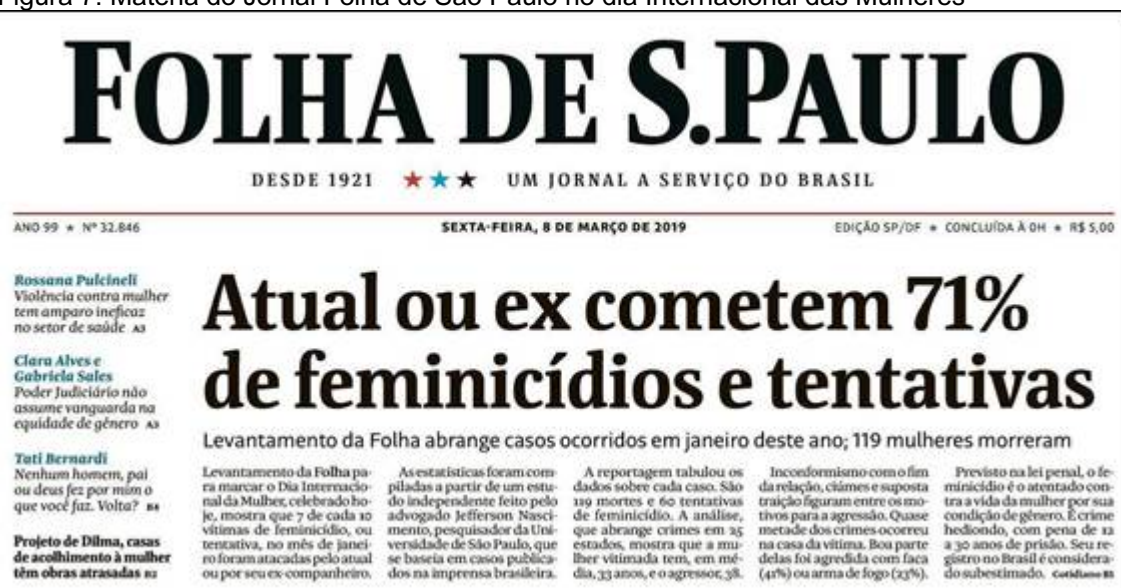 Figura 7: Matéria do Jornal Folha de São Paulo no dia Internacional das Mulheres
FOLHA DE S.PAULO
DESDE 1921 ★ ★ ★ UM JORNAL A SERVIÇO DO BRASIL
ANO 99 ★ Nº 32.846
SEXTA-FEIRA, 8 DE MARÇO DE 2019
EDIÇÃO SP/DF ★ CONCLUÍDA À 0H ★ R$ 5,00
Rossana Pulcineli
Violência contra mulher
tem amparo ineficaz
no setor de saúde A3
Clara Alves e
Gabriela Sales
Poder Judiciário não
assume vanguarda na
equidade de gênero A3
Tati Bernardi
Nenhum homem, pai
ou deus fez por mim o
que você faz. Volta? B4
Projeto de Dilma, casas
de acolhimento à mulher
têm obras atrasadas B2
Atual ou ex cometem 71%
de feminicídios e tentativas
Levantamento da Folha abrange casos ocorridos em janeiro deste ano; 119 mulheres morreram
Levantamento da Folha pa-
ra marcar o Dia Internacio-
nal da Mulher, celebrado ho-
je, mostra que 7 de cada 10
vítimas de feminicídio, ou
tentativa, no mês de janei-
ro foram atacadas pelo atual
ou por seu ex-companheiro.
As estatísticas foram com-
piladas a partir de um estu-
do independente feito pelo
advogado Jefferson Nasci-
mento, pesquisador da Uni-
versidade de São Paulo, que
se baseia em casos publica-
dos na imprensa brasileira.
A reportagem tabulou os
dados sobre cada caso. São
119 mortes e 60 tentativas
de feminicídio. A análise,
que abrange crimes em 25
estados, mostra que a mu-
lher vitimada tem, em mé-
dia, 33 anos, e o agressor, 38.
Inconformismo com o fim
da relação, ciúmes e suposta
traição figuram entre os mo-
tivos para a agressão. Quase
metade dos crimes ocorreu
na casa da vítima. Boa parte
delas foi agredida com faca
(41%) ou arma de fogo (23%).
Previsto na lei penal, o fe-
minicídio é o atentado con-
tra a vida da mulher por sua
condição de gênero. É crime
hediondo, com pena de 12
a 30 anos de prisão. Seu re-
gistro no Brasil é considera-
do subestimado. Cotidiano B1